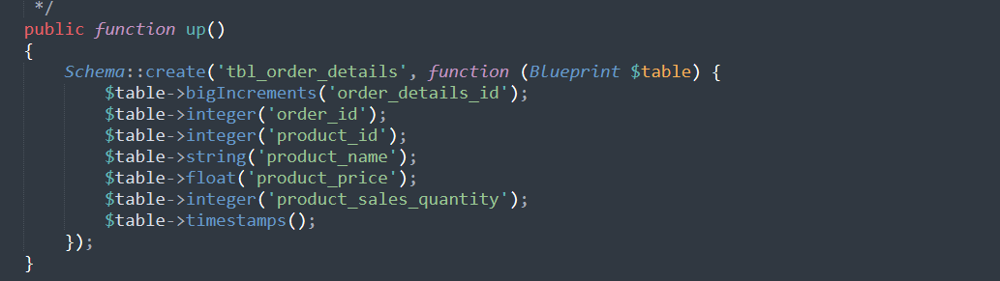 */
public function up()
{
Schema::create('tbl_order_details', function (Blueprint $table) {
$table->bigIncrements('order_details_id');
$table->integer('order_id');
$table->integer('product_id');
$table->string('product_name');
$table->float('product_price');
$table->integer('product_sales_quantity');
$table->timestamps();
});
}